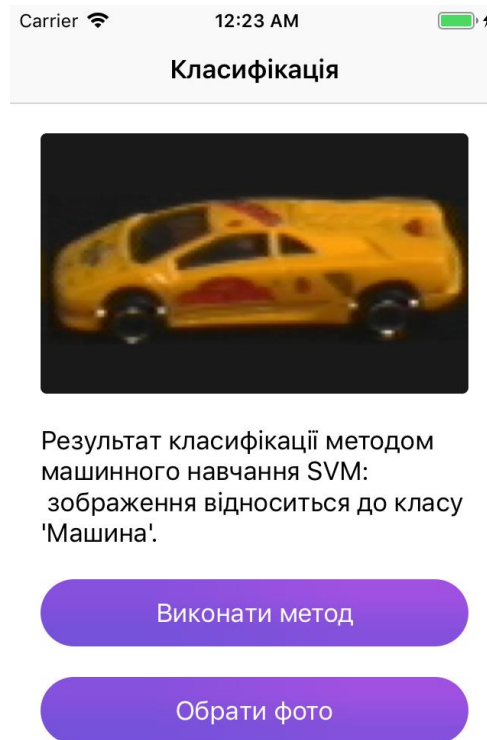 Carrier 12:23 AM
Класифікація
Результат класифікації методом
машинного навчання SVM:
зображення відноситься до класу
'Машина'.
Виконати метод
Обрати фото